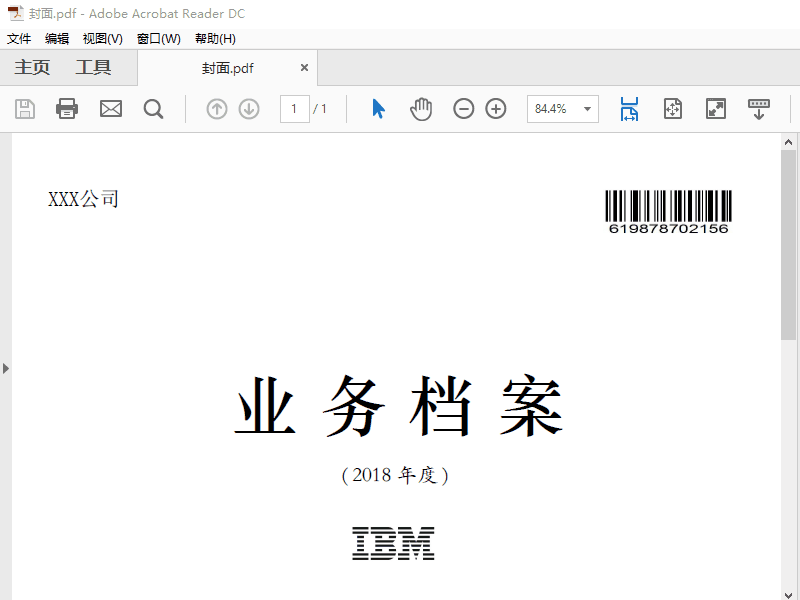 封面.pdf - Adobe Acrobat Reader DC
文件 编辑 视图(V) 窗口(W) 帮助(H)
主页 工具 封面.pdf ×
1 / 1 84.4%
XXX公司
619878702156
业务档案
(2018 年度)
IBM